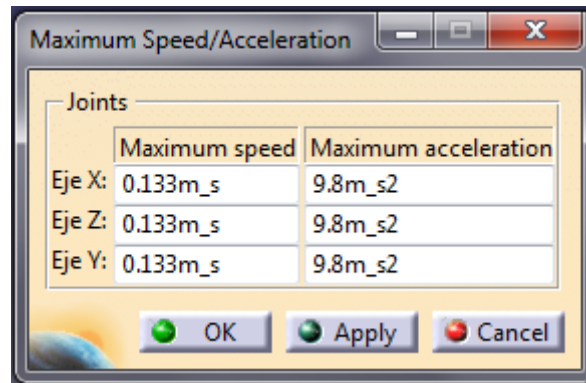 Maximum Speed/Acceleration
Joints
Maximum speed Maximum acceleration
Eje X: 0.133m_s 9.8m_s2
Eje Z: 0.133m_s 9.8m_s2
Eje Y: 0.133m_s 9.8m_s2
OK Apply Cancel